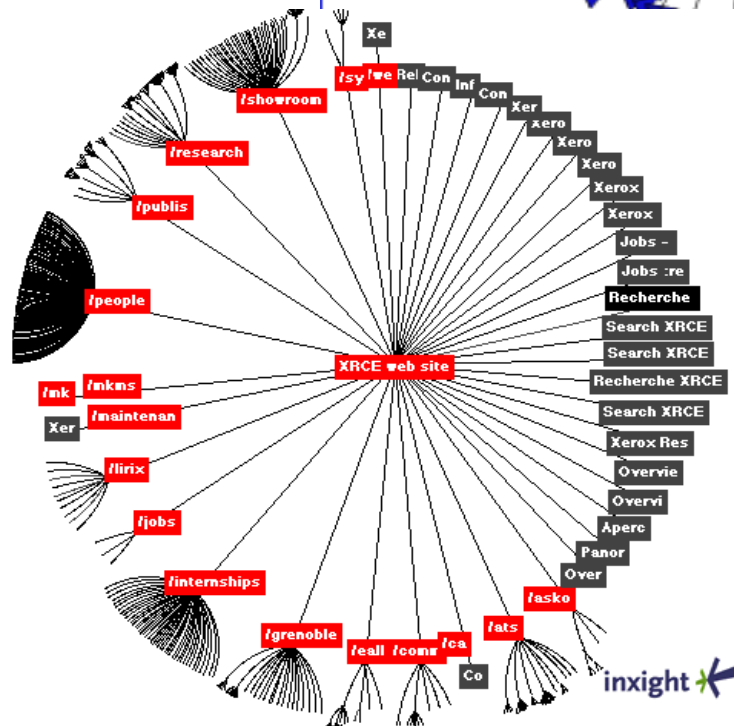 Xe
/sy
/we
Rel
Con
Inf
Con
Xer
Xero
Xero
Xero
Xerox
Xerox
Jobs -
Jobs :re
Recherche
Search XRCE
Search XRCE
Recherche XRCE
Search XRCE
Xerox Res
Overvie
Overvi
Aperc
Panor
Over
/showroom
/research
/publis
/people
XRCE web site
/mk
/mkms
/maintenan
Xer
/lirix
/jobs
/internships
/grenoble
/eall
/comm
/ca
Co
/ats
/asko
inxight